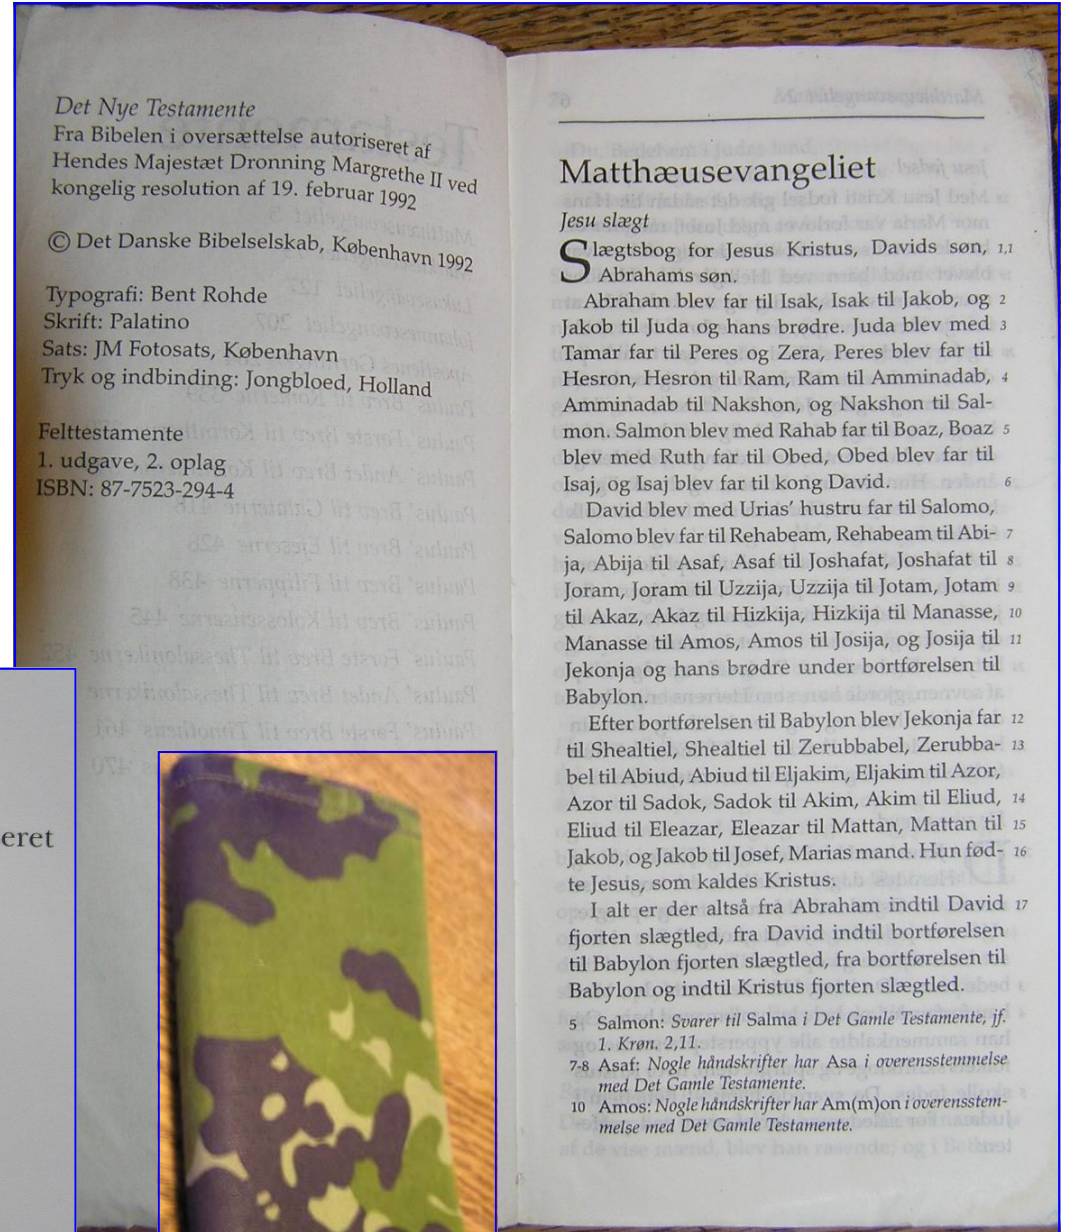 Det Nye Testamente
Fra Bibelen i oversættelse autoriseret af
Hendes Majestæt Dronning Margrethe II ved
kongelig resolution af 19. februar 1992
© Det Danske Bibelselskab, København 1992
Typografi: Bent Rohde
Skrift: Palatino
Sats: JM Fotosats, København
Tryk og indbinding: Jongbloed, Holland
Felttestamente
1. udgave, 2. oplag
ISBN: 87-7523-294-4
eret
Matthæusevangeliet
Jesu slægt
Slægtsbog for Jesus Kristus, Davids søn, 1,1
Abrahams søn.
Abraham blev far til Isak, Isak til Jakob, og 2
Jakob til Juda og hans brødre. Juda blev med 3
Tamar far til Peres og Zera, Peres blev far til
Hesron, Hesron til Ram, Ram til Amminadab, 4
Amminadab til Nakshon, og Nakshon til Sal-
mon. Salmon blev med Rahab far til Boaz, Boaz 5
blev med Ruth far til Obed, Obed blev far til
Isaj, og Isaj blev far til kong David. 6
David blev med Urias' hustru far til Salomo,
Salomo blev far til Rehabeam, Rehabeam til Abi- 7
ja, Abija til Asaf, Asaf til Joshafat, Joshafat til 8
Joram, Joram til Uzzija, Uzzija til Jotam, Jotam 9
til Akaz, Akaz til Hizkija, Hizkija til Manasse, 10
Manasse til Amos, Amos til Josija, og Josija til 11
Jekonja og hans brødre under bortførelsen til
Babylon.
Efter bortførelsen til Babylon blev Jekonja far 12
til Shealtiel, Shealtiel til Zerubbabel, Zerubba- 13
bel til Abiud, Abiud til Eljakim, Eljakim til Azor,
Azor til Sadok, Sadok til Akim, Akim til Eliud, 14
Eliud til Eleazar, Eleazar til Mattan, Mattan til 15
Jakob, og Jakob til Josef, Marias mand. Hun fød- 16
te Jesus, som kaldes Kristus.
I alt er der altså fra Abraham indtil David 17
fjorten slægtled, fra David indtil bortførelsen
til Babylon fjorten slægtled, fra bortførelsen til
Babylon og indtil Kristus fjorten slægtled.
5 Salmon: Svarer til Salma i Det Gamle Testamente, jf.
1. Krøn. 2,11.
7-8 Asaf: Nogle håndskrifter har Asa i overensstemmelse
med Det Gamle Testamente.
10 Amos: Nogle håndskrifter har Am(m)on i overensstem-
melse med Det Gamle Testamente.